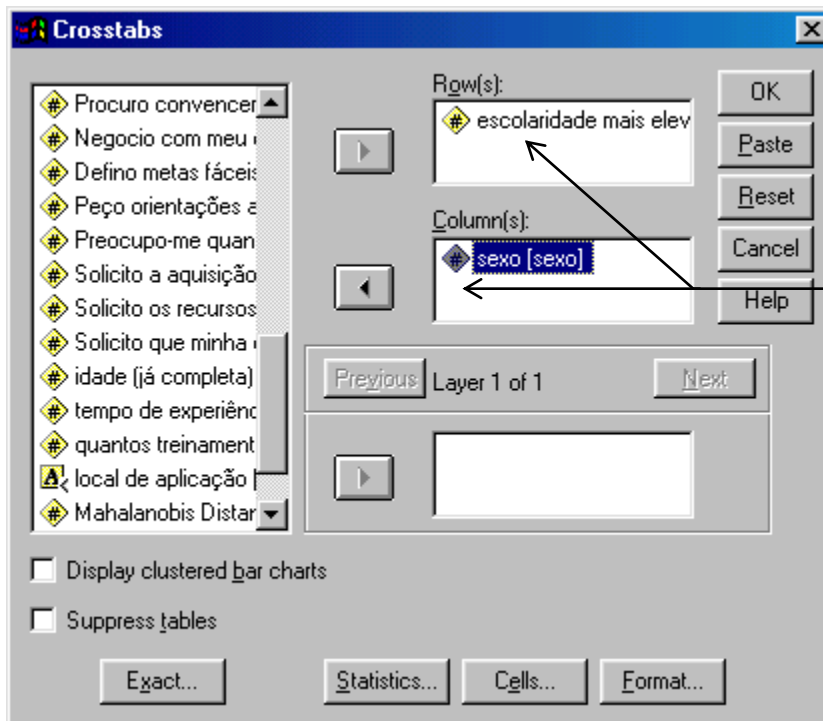 Crosstabs
Procuro convencer
Negocio com meu
Defino metas fáceis
Peço orientações a
Preocupo-me quan
Solicito a aquisição
Solicito os recursos
Solicito que minha
idade (já completa)
tempo de experiênc
quantos treinament
local de aplicação [
Mahalanobis Distar
Row(s):
escolaridade mais elev
Column(s):
sexo [sexo]
Previous
Layer 1 of 1
Next
OK
Paste
Reset
Cancel
Help
Display clustered bar charts
Suppress tables
Exact...
Statistics...
Cells...
Format...